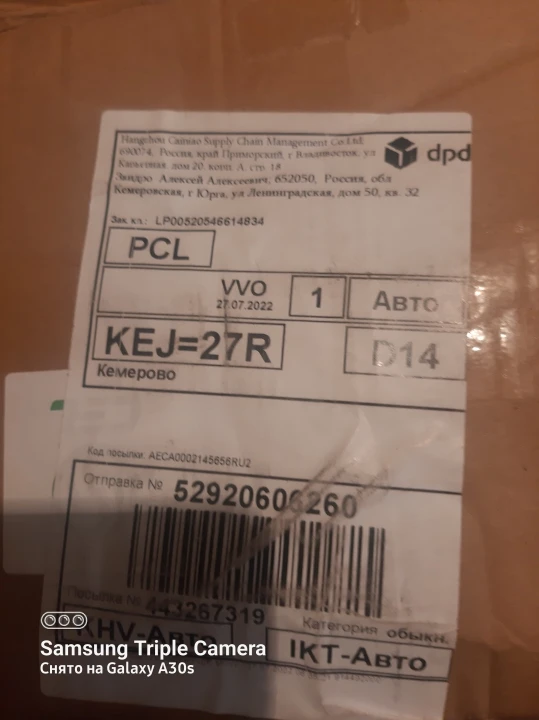 Hangzhou Cainiao Supply Chain Management Co Ltd,
690074, Россия, край Приморский, г Владивосток, ул
Карьерная, дом 20, корп. А, стр. 18
dpd
Звидро Алексей Алексеевич, 652050, Россия, обл
Кемеровская, г Юрга, ул Ленинградская, дом 50, кв. 32
Зак. кл.: LP00520546614834
PCL
VVO
27.07.2022
1
Авто
KEJ=27R
D14
Кемерово
Код посылки: AECA0002145656RU2
Отправка № 52920606260
Посылка № 443267319
Категория обыкн.
KHV-Авто
IKT-Авто
Samsung Triple Camera
Снято на Galaxy A30s